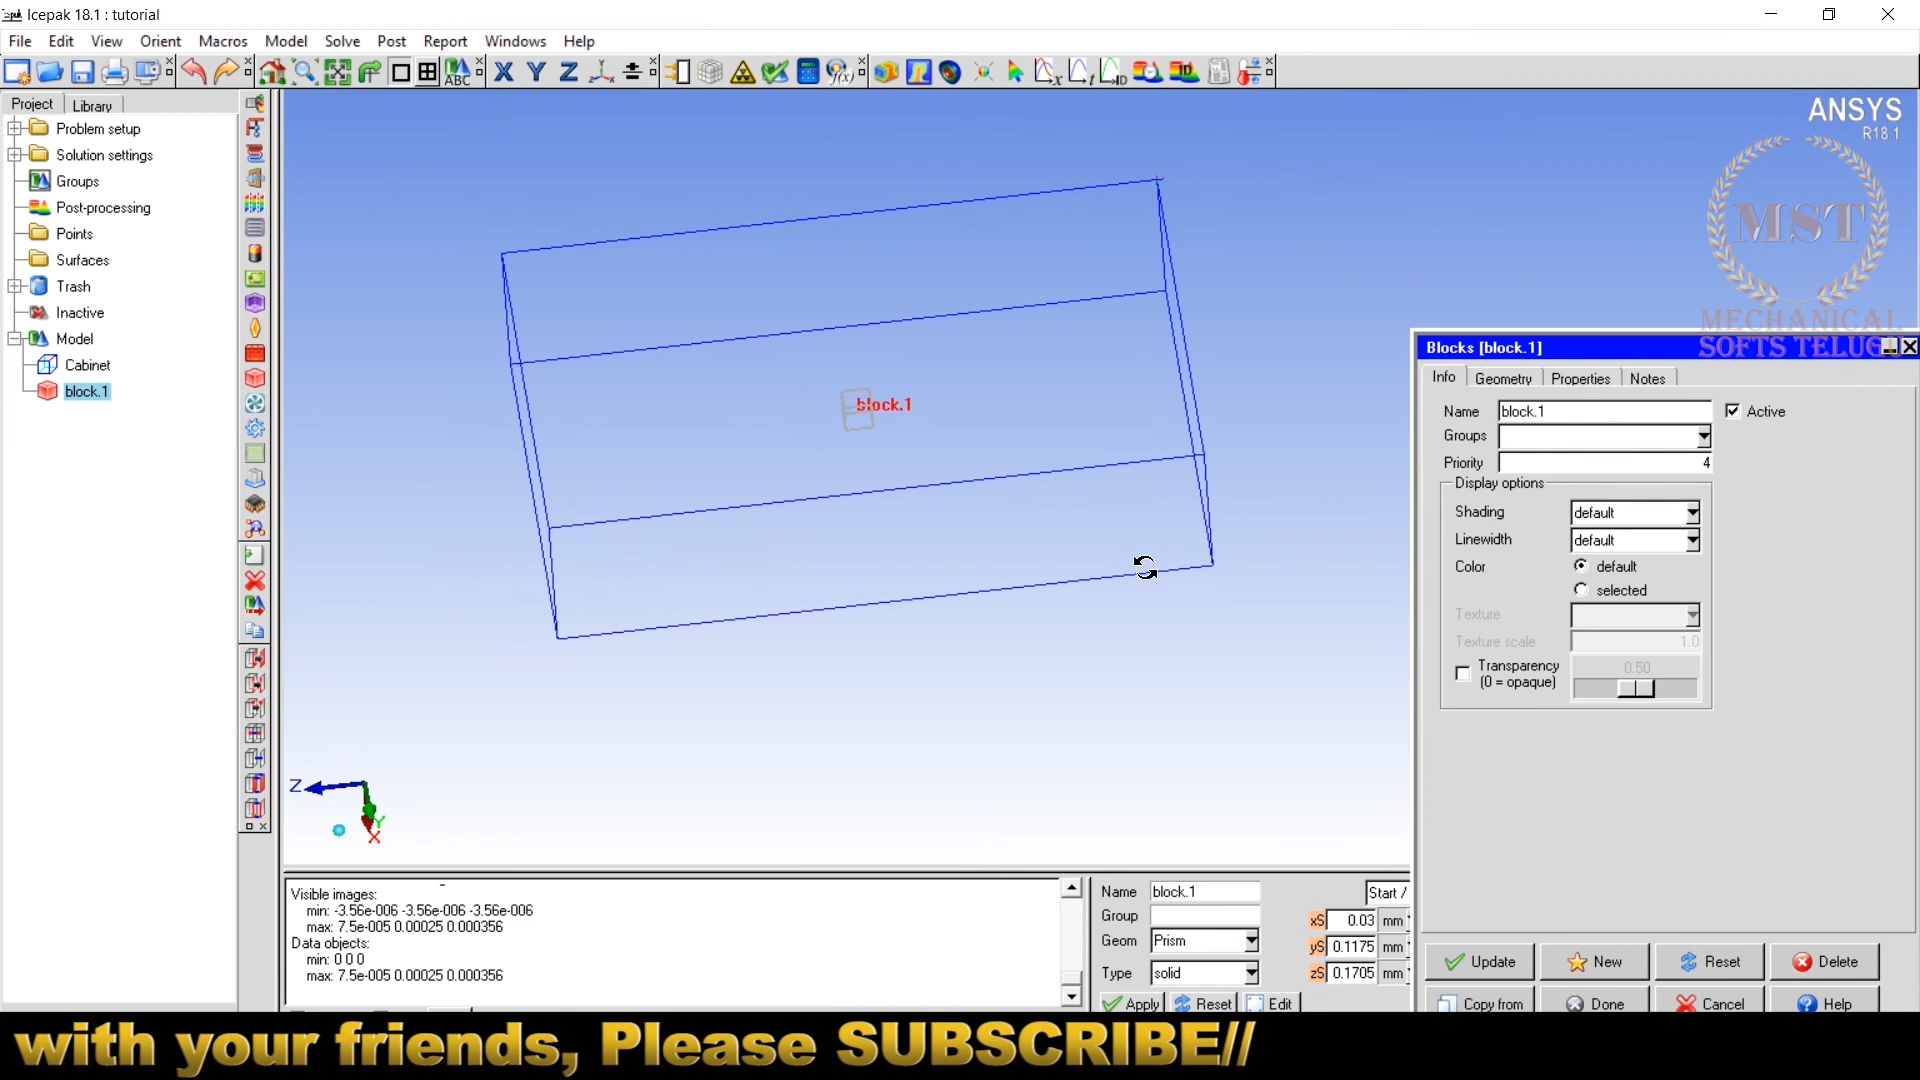 Icepak 18.1 : tutorial
File Edit View Orient Macros Model Solve Post Report Windows Help
Project Library
Problem setup
Solution settings
Groups
Post-processing
Points
Surfaces
Trash
Inactive
Model
Cabinet
block.1
ANSYS
R18.1
MST
MECHANICAL
SOFTS TELUGU
block.1
Z
Y
X
Blocks [block.1]
Info Geometry Properties Notes
Name block.1 Active
Groups
Priority 4
Display options
Shading default
Linewidth default
Color default
selected
Texture
Texture scale 1.0
Transparency 0.50
(0 = opaque)
Update New Reset Delete
Copy from Done Cancel Help
Visible images:
min: -3.56e-006 -3.56e-006 -3.56e-006
max: 7.5e-005 0.00025 0.000356
Data objects:
min: 0 0 0
max: 7.5e-005 0.00025 0.000356
Name block.1 Start /
Group xS 0.03 mm
Geom Prism yS 0.1175 mm
Type solid zS 0.1705 mm
Apply Reset Edit
with your friends, Please SUBSCRIBE//